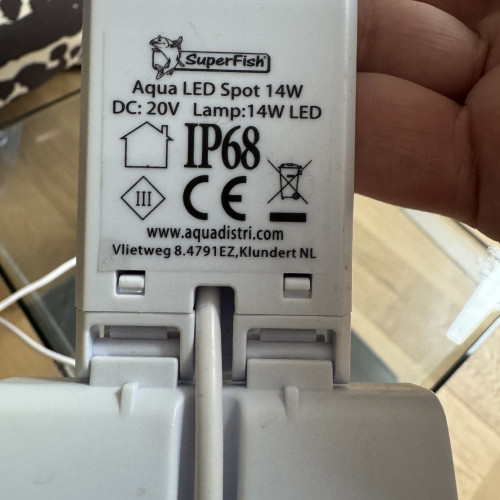 SuperFish
Aqua LED Spot 14W
DC: 20V Lamp:14W LED
IP68
III
CE
www.aquadistri.com
Vlietweg 8.4791EZ,Klundert NL